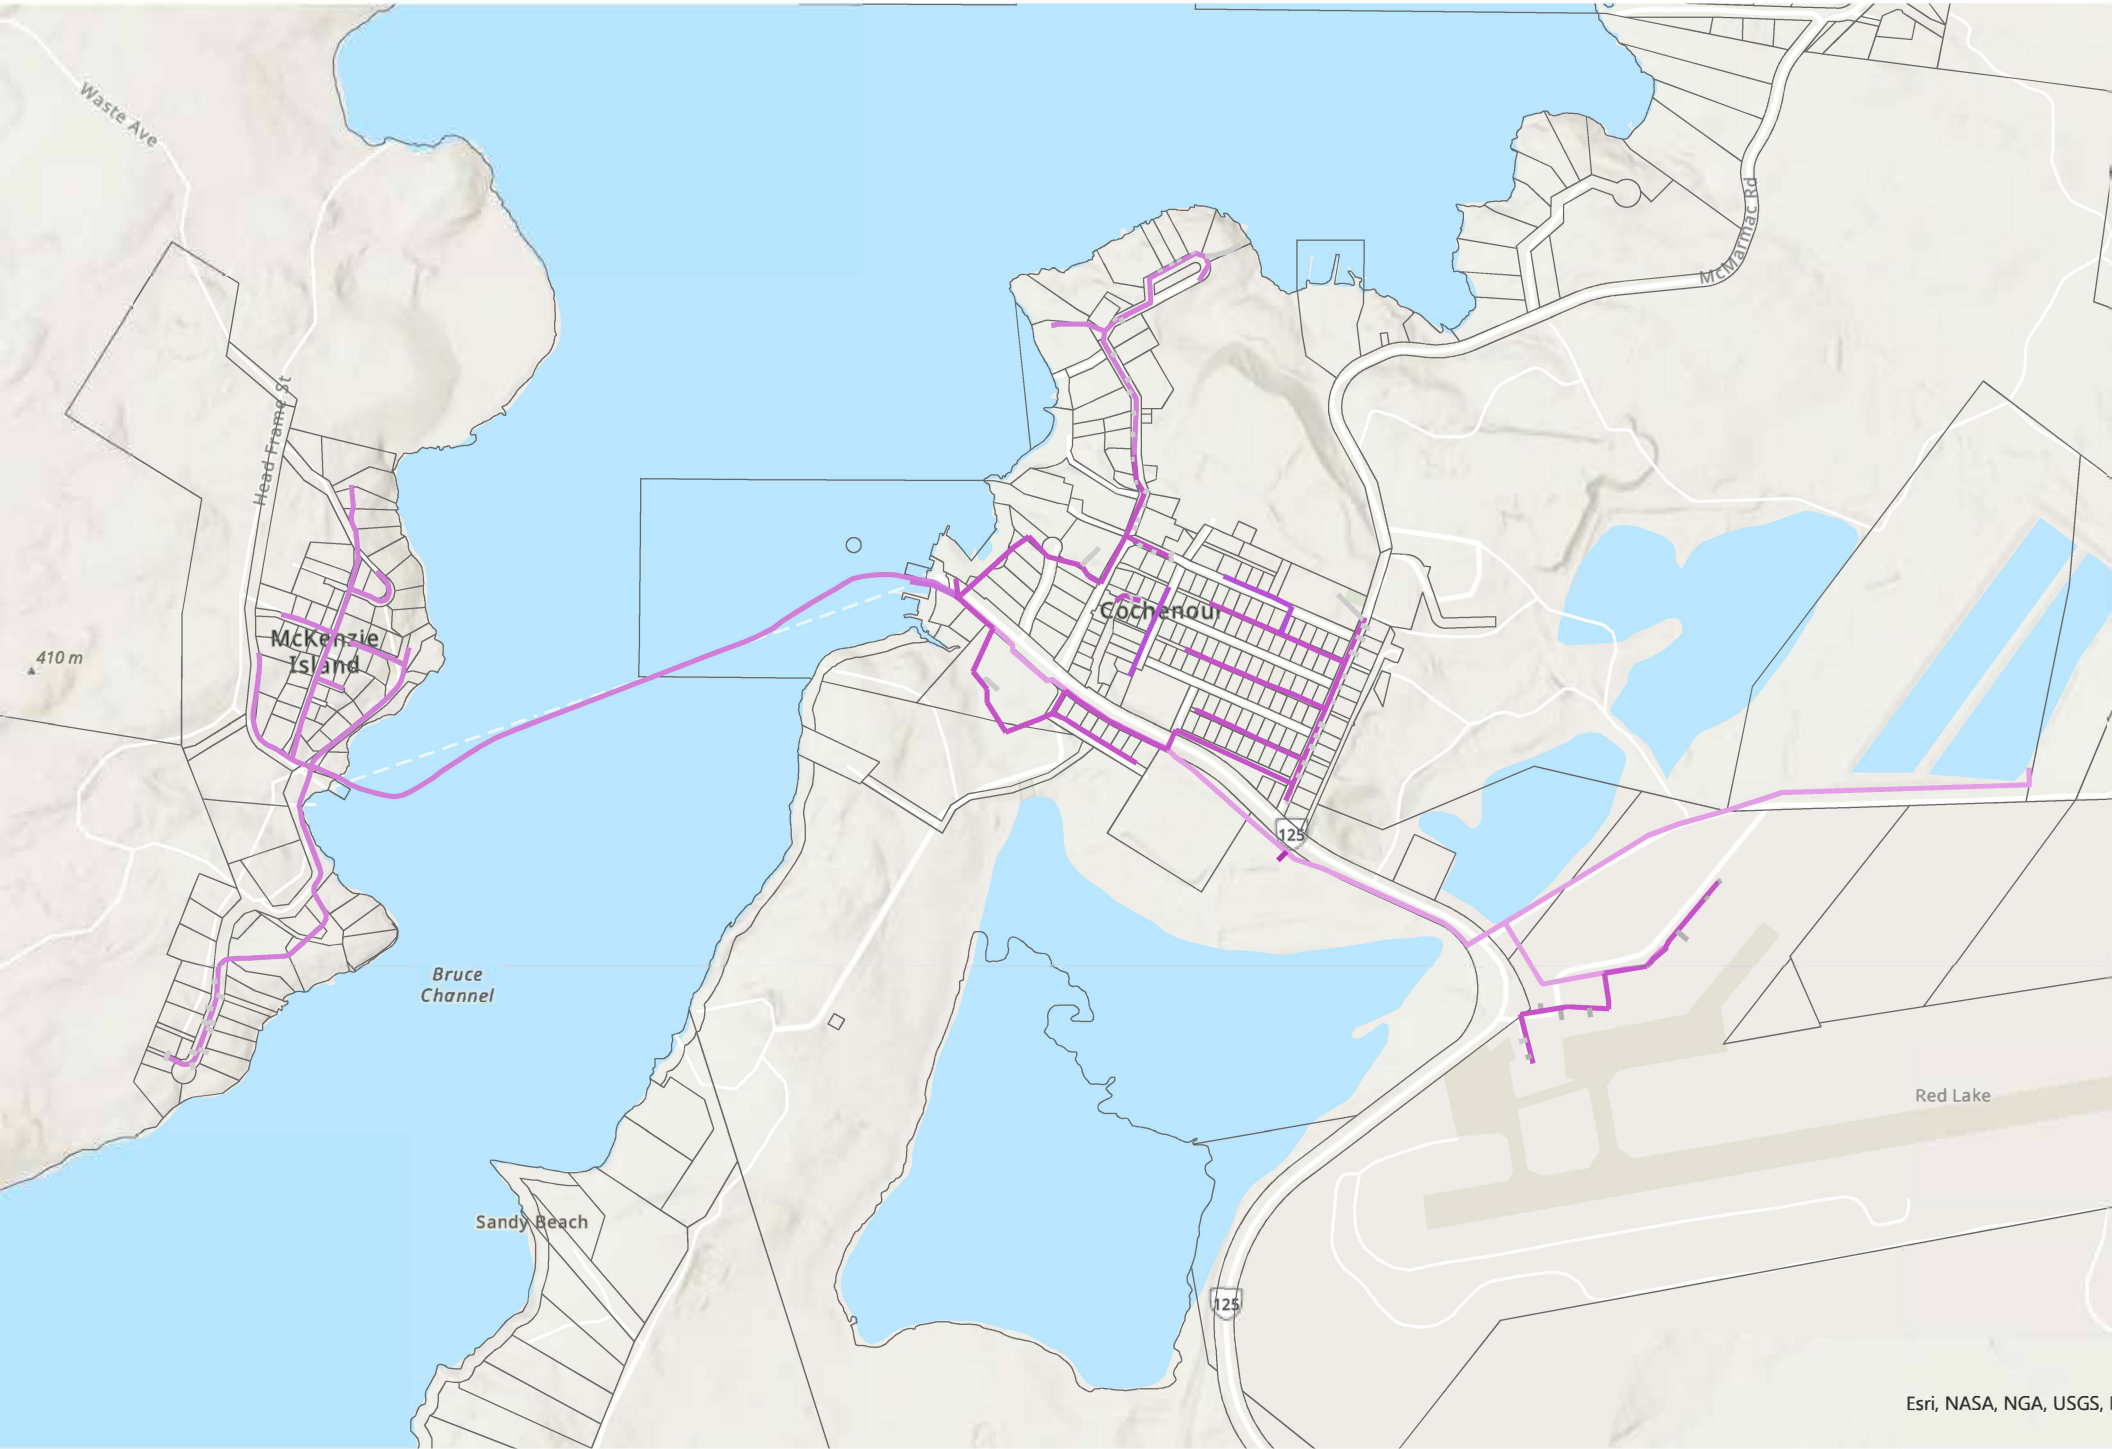 Waste Ave
McMarmac Rd
Head Frame St
Cochenour
McKenzie
Island
410 m
125
Bruce
Channel
Red Lake
Sandy Beach
125
Esri, NASA, NGA, USGS,